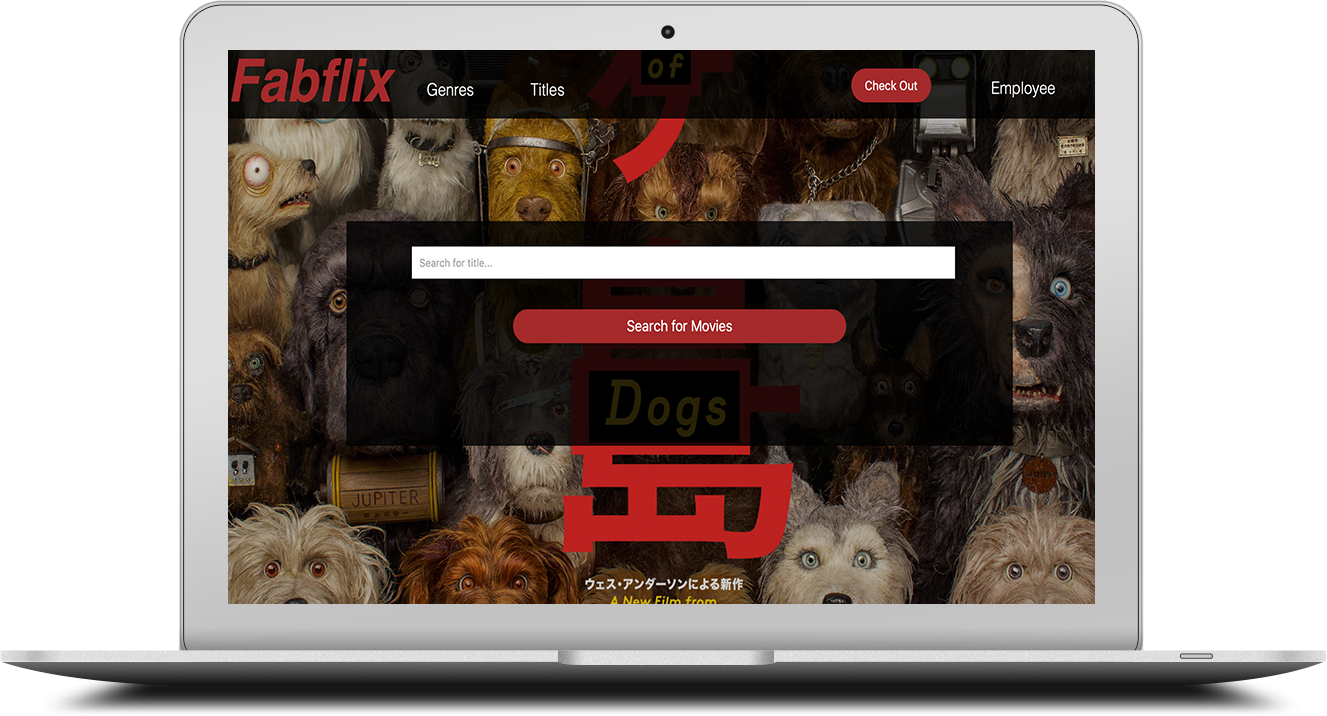 Fabflix
Genres
Titles
of
Check Out
Employee
Search for title...
Search for Movies
Dogs
島
JUPITER
ウェス・アンダーソンによる新作
A New Film from